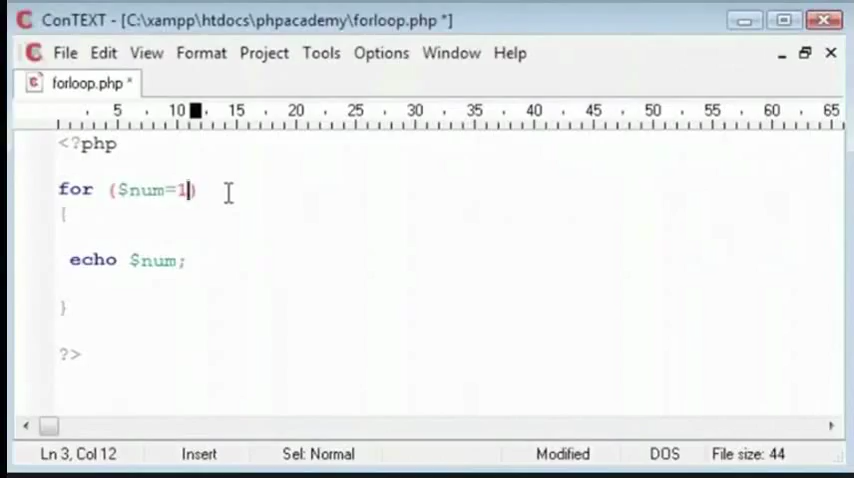 ConTEXT - [C:\xampp\htdocs\phpacademy\forloop.php *]
File Edit View Format Project Tools Options Window Help
forloop.php *
5 10 15 20 25 30 35 40 45 50 55 60 65
<?php
for ($num=1)
{
echo $num;
}
?>
Ln 3, Col 12 Insert Sel: Normal Modified DOS File size: 44